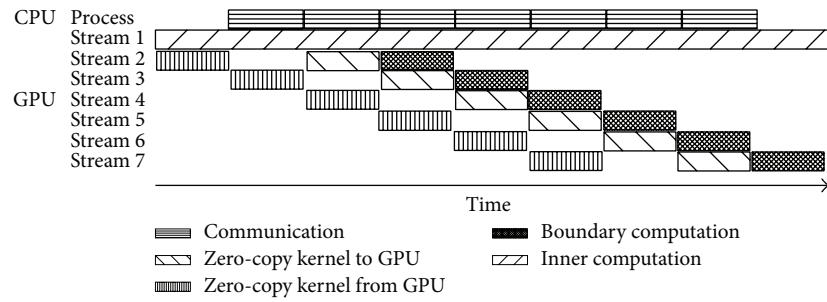 CPU Process
Stream 1
Stream 2
Stream 3
GPU Stream 4
Stream 5
Stream 6
Stream 7
Time
Communication Boundary computation
Zero-copy kernel to GPU Inner computation
Zero-copy kernel from GPU